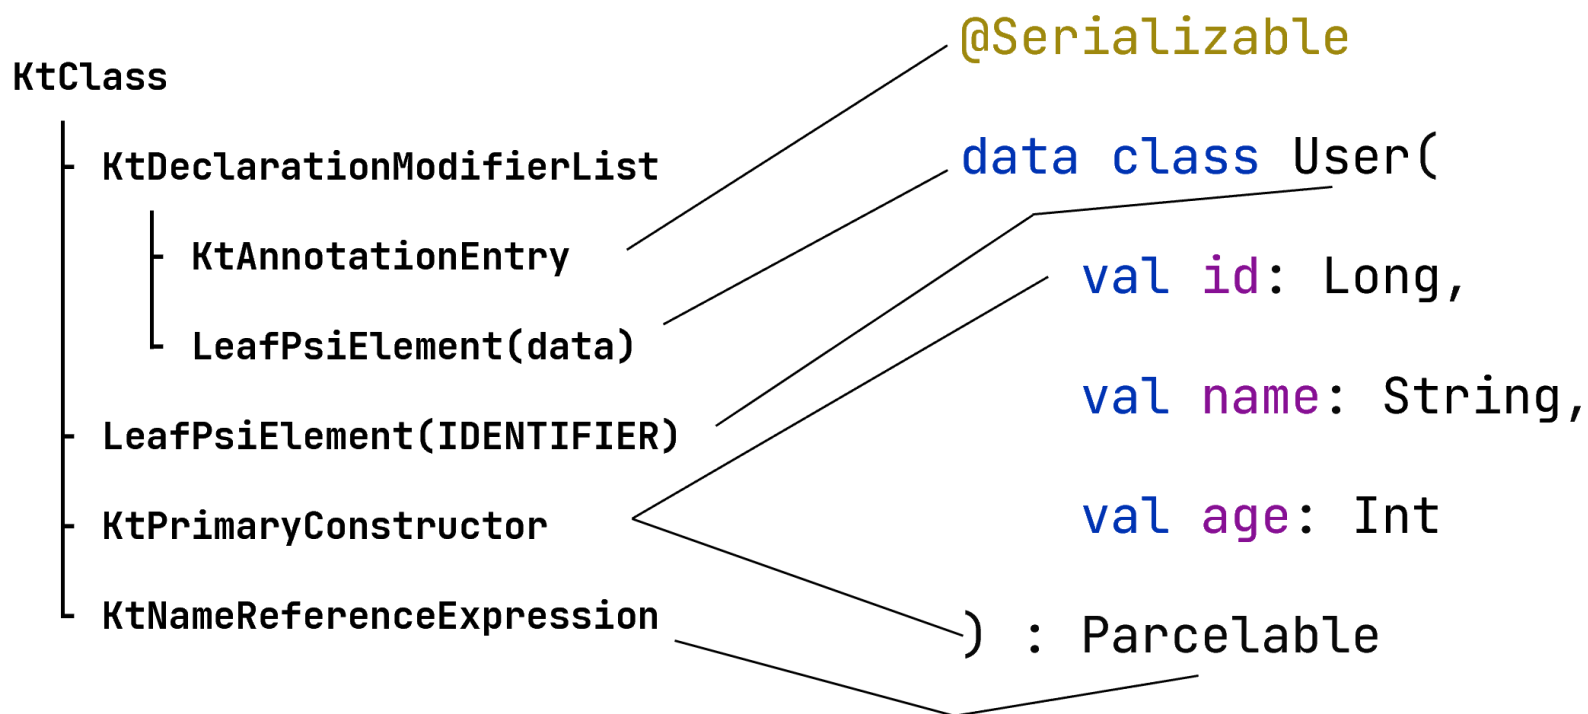 KtClass
KtDeclarationModifierList
KtAnnotationEntry
LeafPsiElement(data)
LeafPsiElement(IDENTIFIER)
KtPrimaryConstructor
KtNameReferenceExpression
@Serializable
data class User(
val id: Long,
val name: String,
val age: Int
) : Parcelable